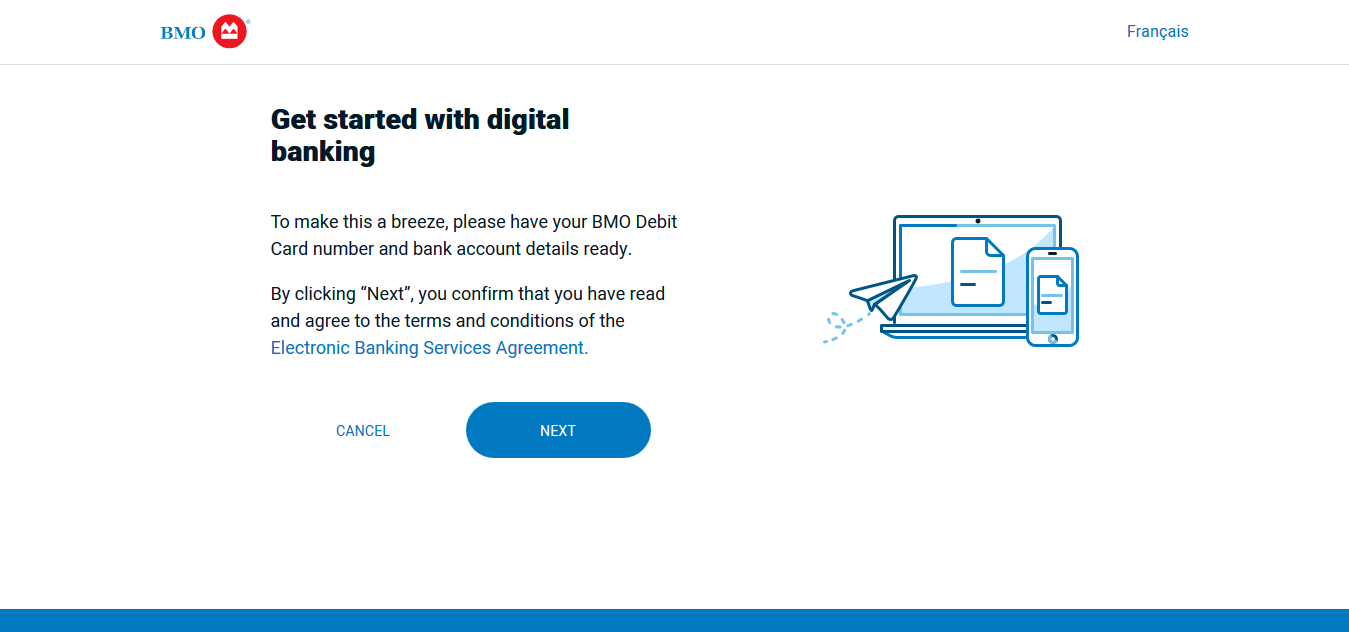 BMO
Français
Get started with digital
banking
To make this a breeze, please have your BMO Debit
Card number and bank account details ready.
By clicking “Next”, you confirm that you have read
and agree to the terms and conditions of the
Electronic Banking Services Agreement.
CANCEL
NEXT